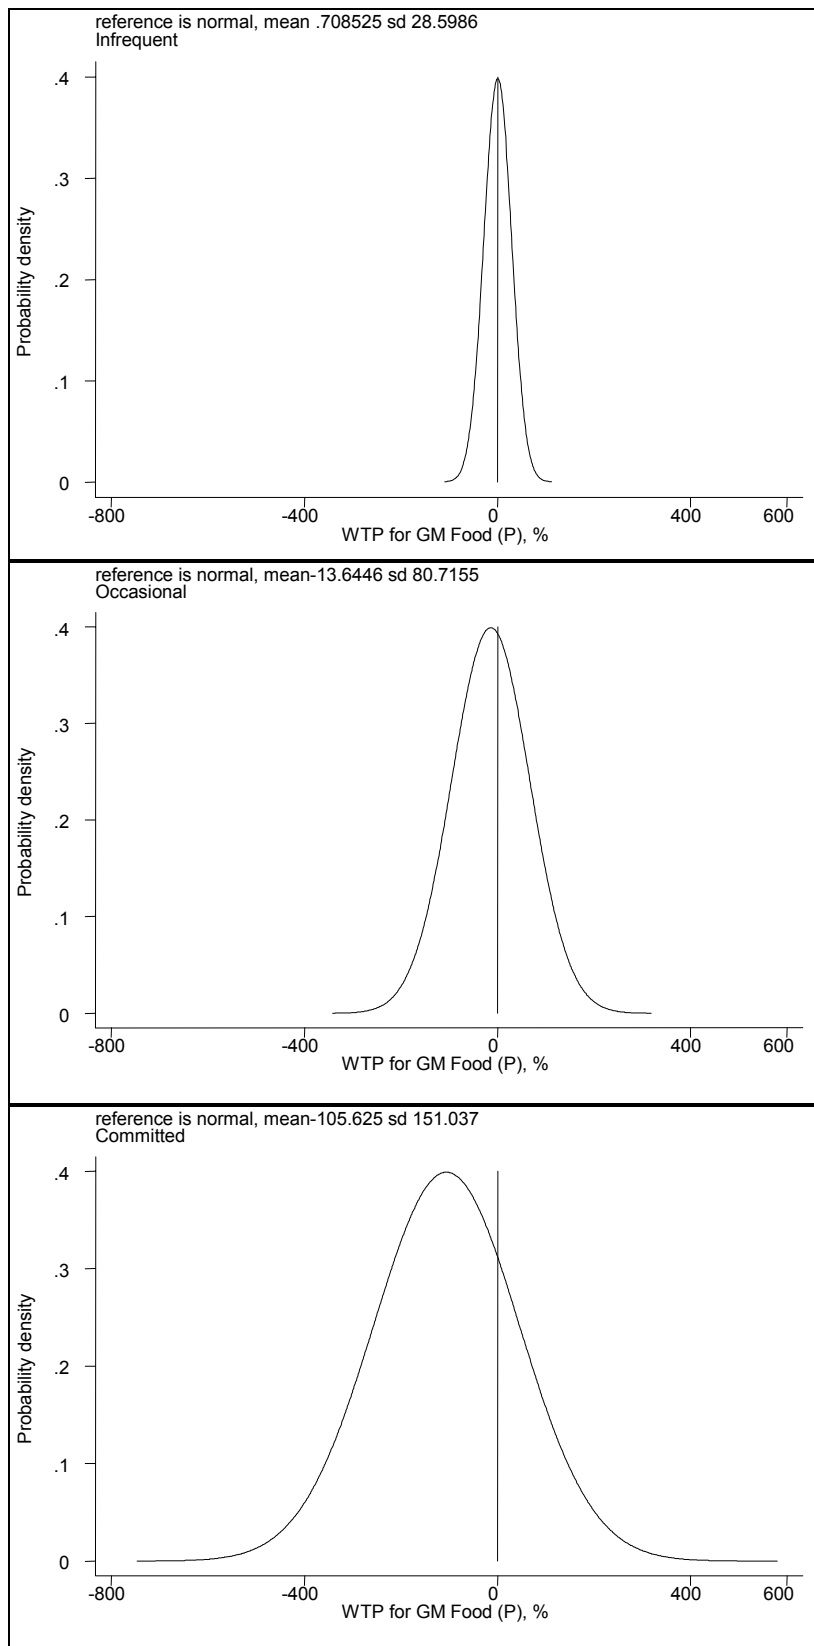 reference is normal, mean .708525 sd 28.5986
Infrequent
Probability density
.4
.3
.2
.1
0
-800 -400 0 400 600
WTP for GM Food (P), %
reference is normal, mean-13.6446 sd 80.7155
Occasional
Probability density
.4
.3
.2
.1
0
-800 -400 0 400 600
WTP for GM Food (P), %
reference is normal, mean-105.625 sd 151.037
Committed
Probability density
.4
.3
.2
.1
0
-800 -400 0 400 600
WTP for GM Food (P), %